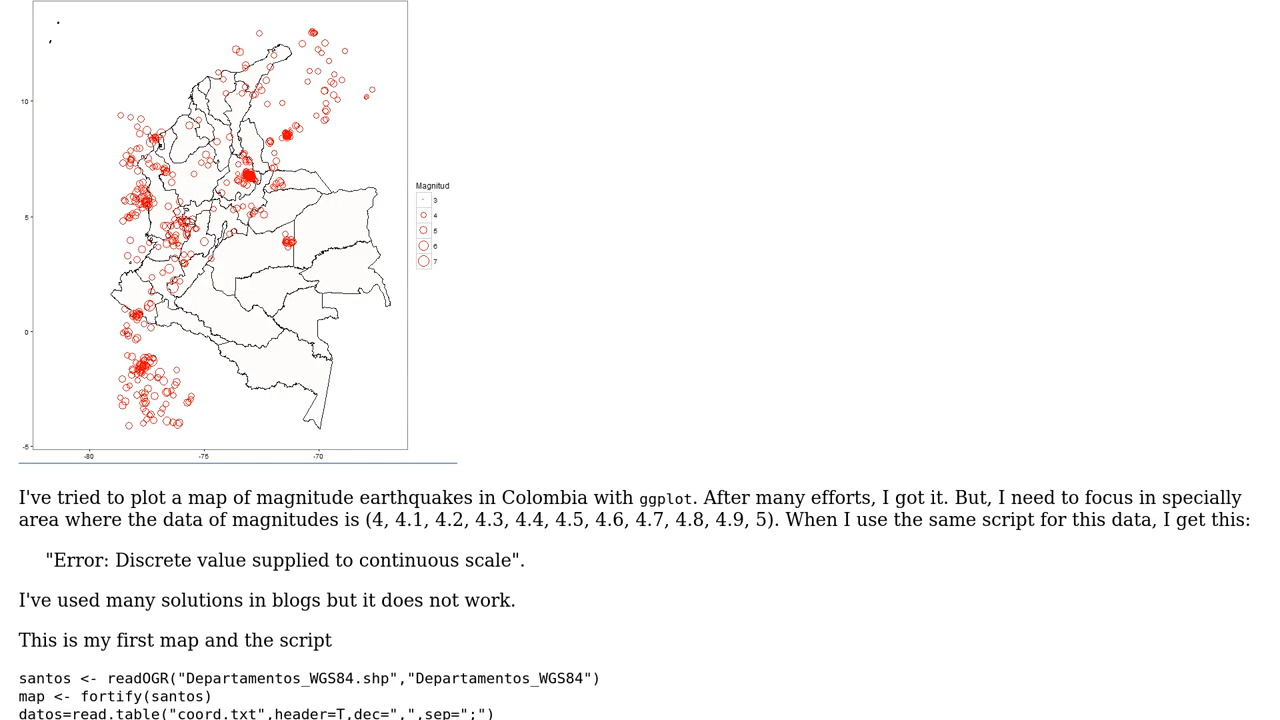 10
5
0
-5
-80
-75
-70
Magnitud
3
4
5
6
7
I've tried to plot a map of magnitude earthquakes in Colombia with ggplot. After many efforts, I got it. But, I need to focus in specially
area where the data of magnitudes is (4, 4.1, 4.2, 4.3, 4.4, 4.5, 4.6, 4.7, 4.8, 4.9, 5). When I use the same script for this data, I get this:
"Error: Discrete value supplied to continuous scale".
I've used many solutions in blogs but it does not work.
This is my first map and the script
santos <- readOGR("Departamentos_WGS84.shp","Departamentos_WGS84")
map <- fortify(santos)
datos=read.table("coord.txt",header=T,dec=",",sep=";")